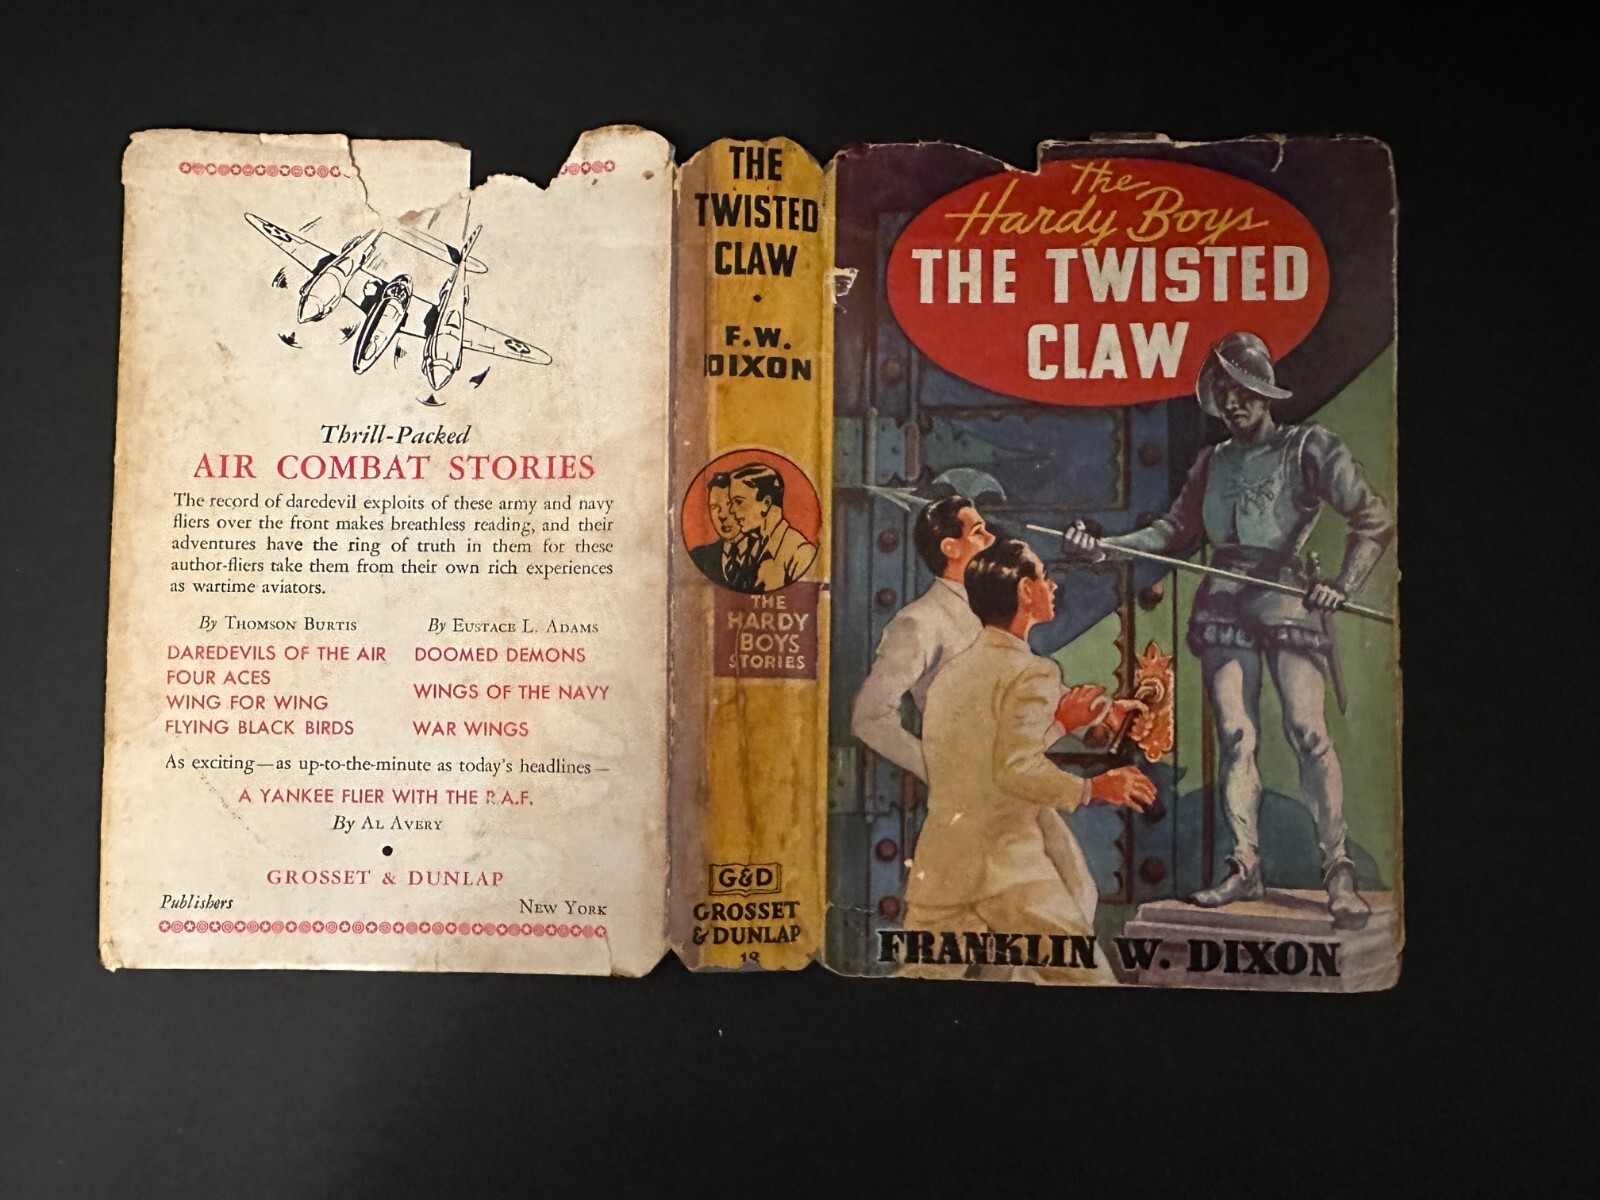 Thrill-Packed
AIR COMBAT STORIES
The record of daredevil exploits of these army and navy
fliers over the front makes breathless reading, and their
adventures have the ring of truth in them for these
author-fliers take them from their own rich experiences
as wartime aviators.
By THOMSON BURTIS
DAREDEVILS OF THE AIR
FOUR ACES
WING FOR WING
FLYING BLACK BIRDS
By EUSTACE L. ADAMS
DOOMED DEMONS
WINGS OF THE NAVY
WAR WINGS
As exciting—as up-to-the-minute as today's headlines—
A YANKEE FLIER WITH THE R.A.F.
By AL AVERY
GROSSET & DUNLAP
Publishers NEW YORK
THE
TWISTED
CLAW
F.W.
DIXON
THE
HARDY
BOYS
STORIES
G&D
GROSSET
& DUNLAP
18
The
Hardy Boys
THE TWISTED
CLAW
FRANKLIN W. DIXON